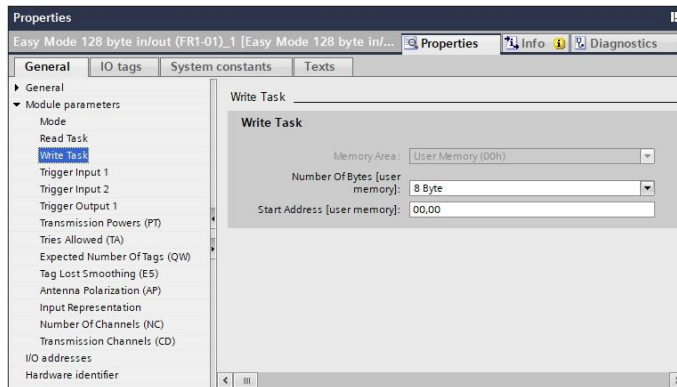 Properties
Easy Mode 128 byte in/out (FR1-01)_1 [Easy Mode 128 byte in/...
Properties
Info
Diagnostics
General
IO tags
System constants
Texts
General
Module parameters
Mode
Read Task
Write Task
Trigger Input 1
Trigger Input 2
Trigger Output 1
Transmission Powers (PT)
Tries Allowed (TA)
Expected Number Of Tags (QW)
Tag Lost Smoothing (E5)
Antenna Polarization (AP)
Input Representation
Number Of Channels (NC)
Transmission Channels (CD)
I/O addresses
Hardware identifier
Write Task
Write Task
Memory Area: User Memory (00h)
Number Of Bytes [user
memory]: 8 Byte
Start Address [user memory]: 00,00